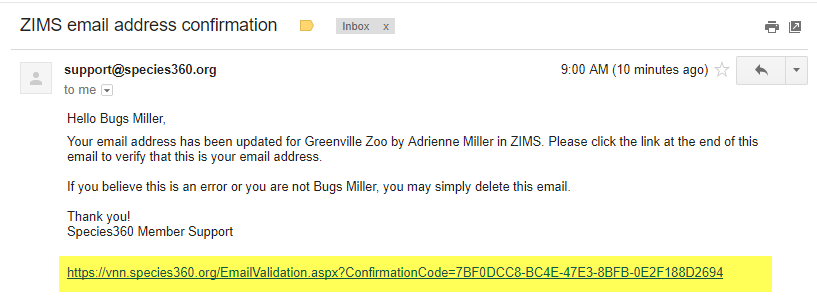 ZIMS email address confirmation Inbox x
support@species360.org 9:00 AM (10 minutes ago)
to me
Hello Bugs Miller,
Your email address has been updated for Greenville Zoo by Adrienne Miller in ZIMS. Please click the link at the end of this
email to verify that this is your email address.
If you believe this is an error or you are not Bugs Miller, you may simply delete this email.
Thank you!
Species360 Member Support
https://vnn.species360.org/EmailValidation.aspx?ConfirmationCode=7BF0DCC8-BC4E-47E3-8BFB-0E2F188D2694